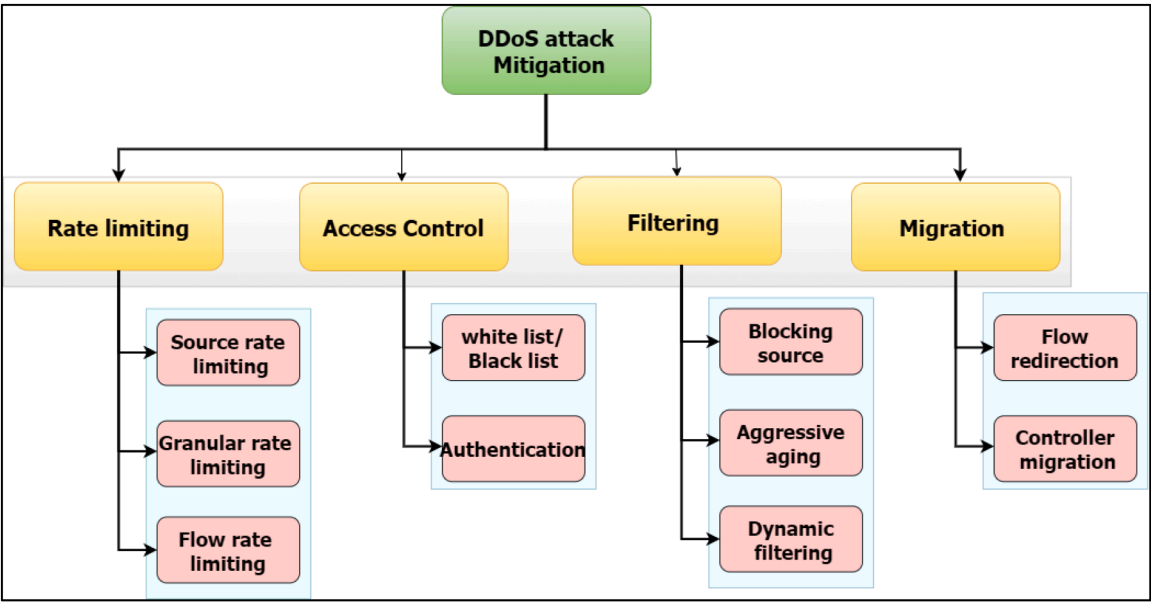 DDoS attack
Mitigation
Rate limiting
Access Control
Filtering
Migration
Source rate
limiting
Granular rate
limiting
Flow rate
limiting
white list/
Black list
Authentication
Blocking
source
Aggressive
aging
Dynamic
filtering
Flow
redirection
Controller
migration